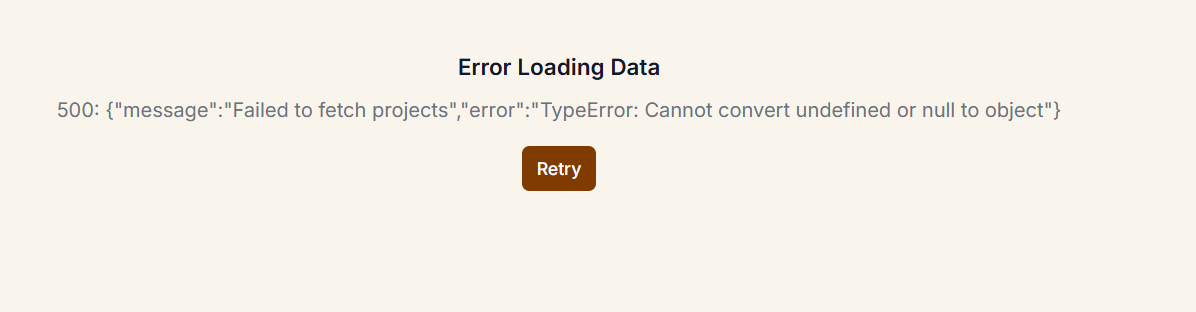 Error Loading Data
500: {"message":"Failed to fetch projects","error":"TypeError: Cannot convert undefined or null to object"}
Retry